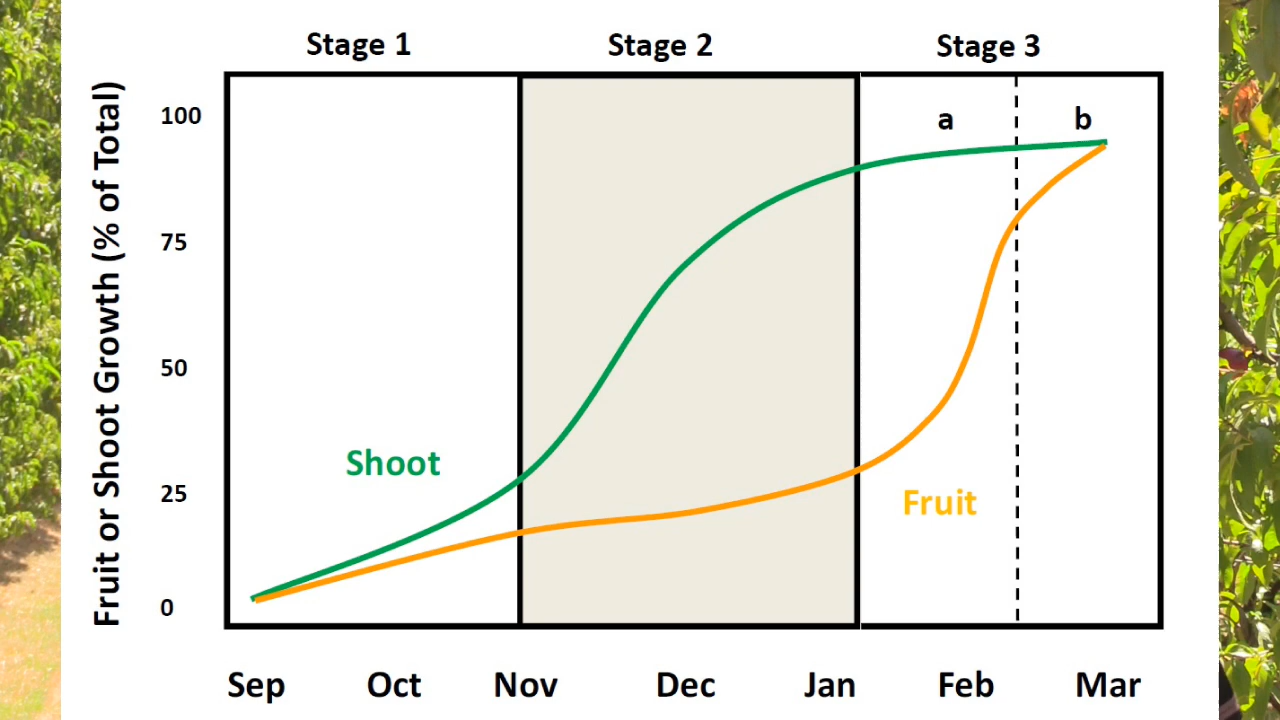 Stage 1
Stage 2
Stage 3
Fruit or Shoot Growth (% of Total)
100
75
50
25
0
a
b
Shoot
Fruit
Sep
Oct
Nov
Dec
Jan
Feb
Mar